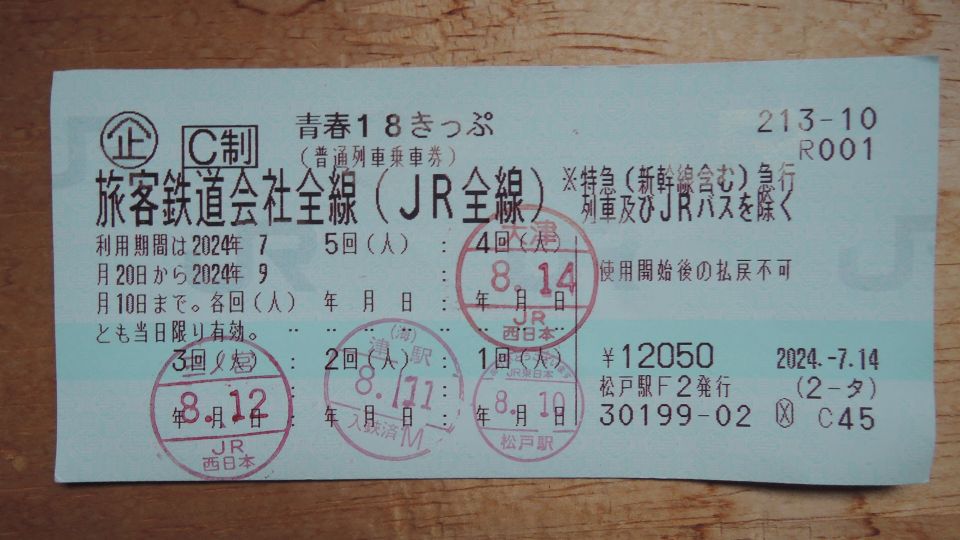 企 C制 青春18きっぷ 213-10
(普通列車乗車券) R001
旅客鉄道会社全線(JR全線) ※特急(新幹線含む)急行
列車及びJRバスを除く
利用期間は2024年 7 5回(人) : 4回(人)
月20日から2024年 9 : 使用開始後の払戻不可
月10日まで。各回(人) 年 月 日 : 年 月 日
とも当日限り有効。
大津
8.14
JR
西日本
3回(人) : 2回(人) : 1回(人) ¥12050 2024.-7.14
年 月 日 : 年 月 日 : 年 月 日 松戸駅F2発行 (2-タ)
30199-02 C45
8.12
JR
西日本
(海)
津 駅
8.11
入鋏済M
JR東日本
8.10
松戸駅